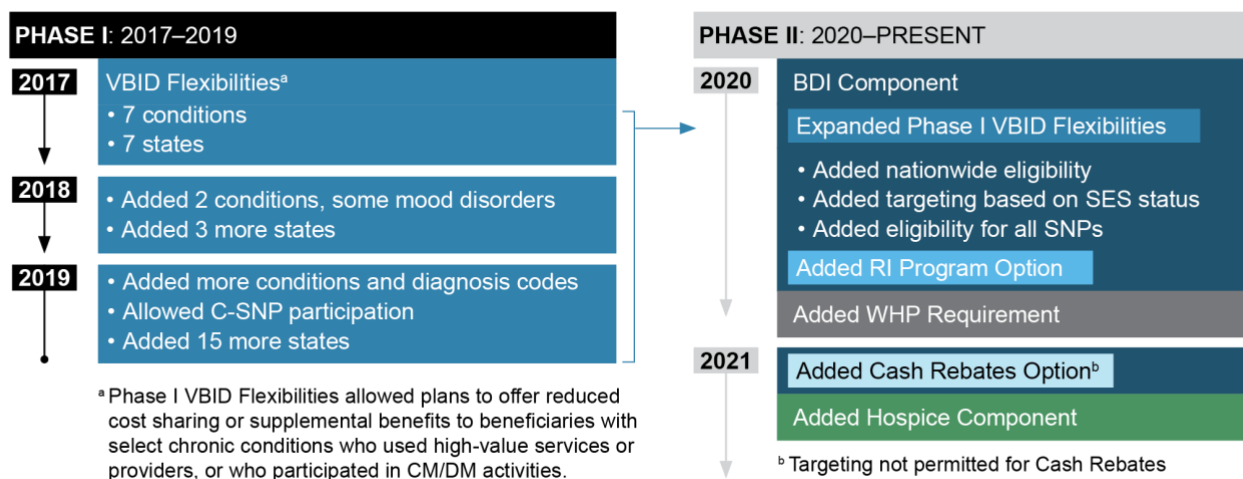 PHASE I: 2017–2019
2017
VBID Flexibilitiesᵃ
• 7 conditions
• 7 states
2018
• Added 2 conditions, some mood disorders
• Added 3 more states
2019
• Added more conditions and diagnosis codes
• Allowed C-SNP participation
• Added 15 more states
ᵃ Phase I VBID Flexibilities allowed plans to offer reduced
cost sharing or supplemental benefits to beneficiaries with
select chronic conditions who used high-value services or
providers, or who participated in CM/DM activities.
PHASE II: 2020–PRESENT
2020
BDI Component
Expanded Phase I VBID Flexibilities
• Added nationwide eligibility
• Added targeting based on SES status
• Added eligibility for all SNPs
Added RI Program Option
Added WHP Requirement
2021
Added Cash Rebates Optionᵇ
Added Hospice Component
ᵇ Targeting not permitted for Cash Rebates